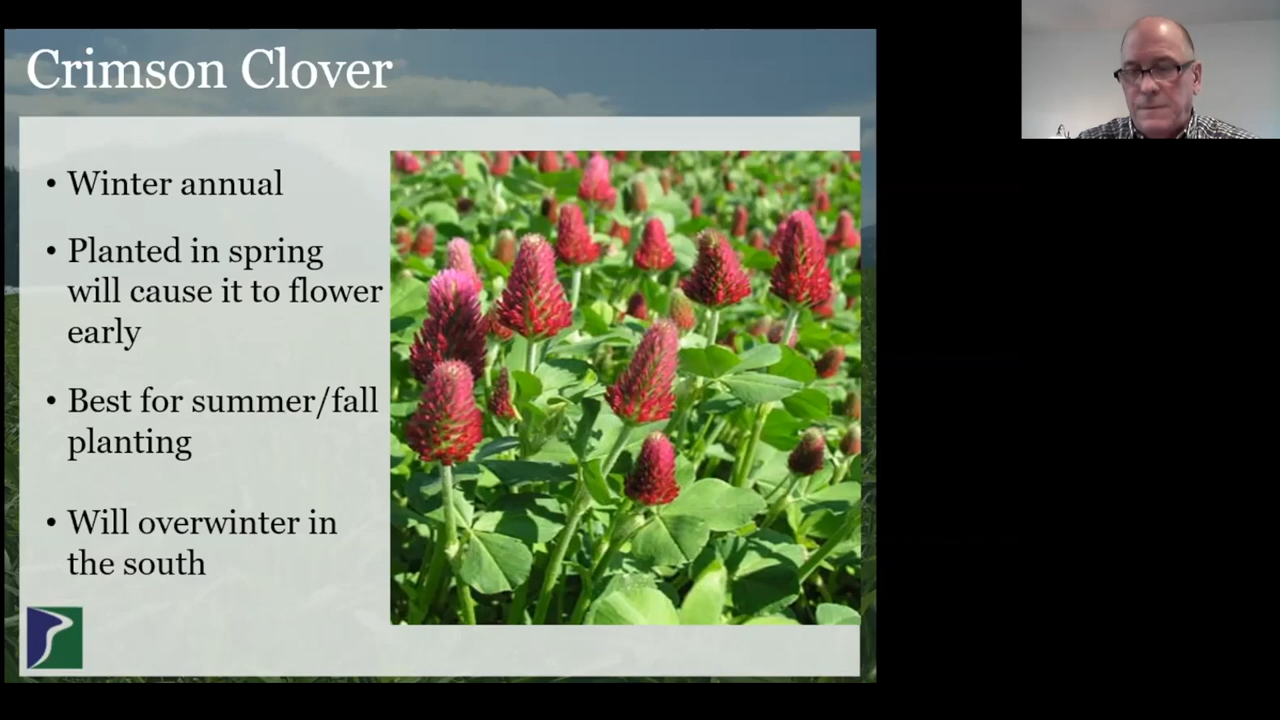 Crimson Clover
• Winter annual
• Planted in spring
will cause it to flower
early
• Best for summer/fall
planting
• Will overwinter in
the south